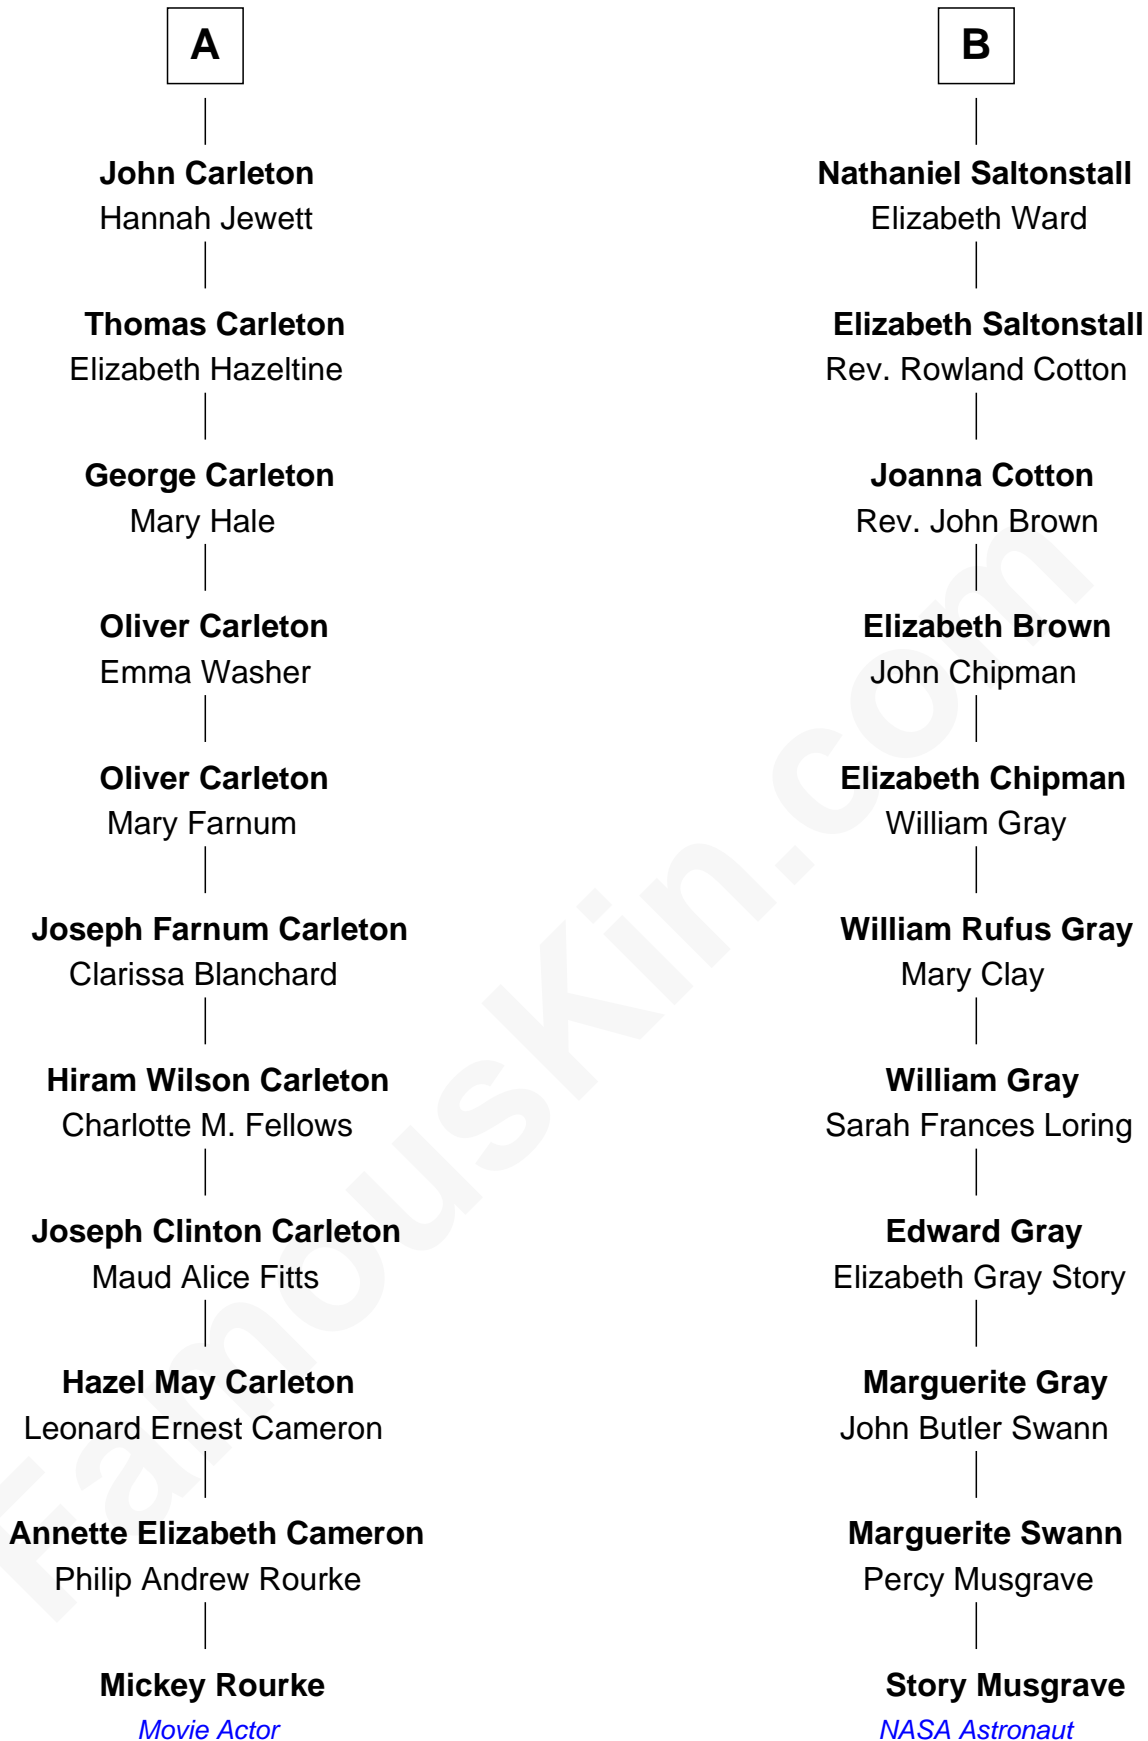 A
John Carleton
Hannah Jewett
Thomas Carleton
Elizabeth Hazeltine
George Carleton
Mary Hale
Oliver Carleton
Emma Washer
Oliver Carleton
Mary Farnum
Joseph Farnum Carleton
Clarissa Blanchard
Hiram Wilson Carleton
Charlotte M. Fellows
Joseph Clinton Carleton
Maud Alice Fitts
Hazel May Carleton
Leonard Ernest Cameron
Annette Elizabeth Cameron
Philip Andrew Rourke
Mickey Rourke
Movie Actor
B
Nathaniel Saltonstall
Elizabeth Ward
Elizabeth Saltonstall
Rev. Rowland Cotton
Joanna Cotton
Rev. John Brown
Elizabeth Brown
John Chipman
Elizabeth Chipman
William Gray
William Rufus Gray
Mary Clay
William Gray
Sarah Frances Loring
Edward Gray
Elizabeth Gray Story
Marguerite Gray
John Butler Swann
Marguerite Swann
Percy Musgrave
Story Musgrave
NASA Astronaut
FamousKin.com